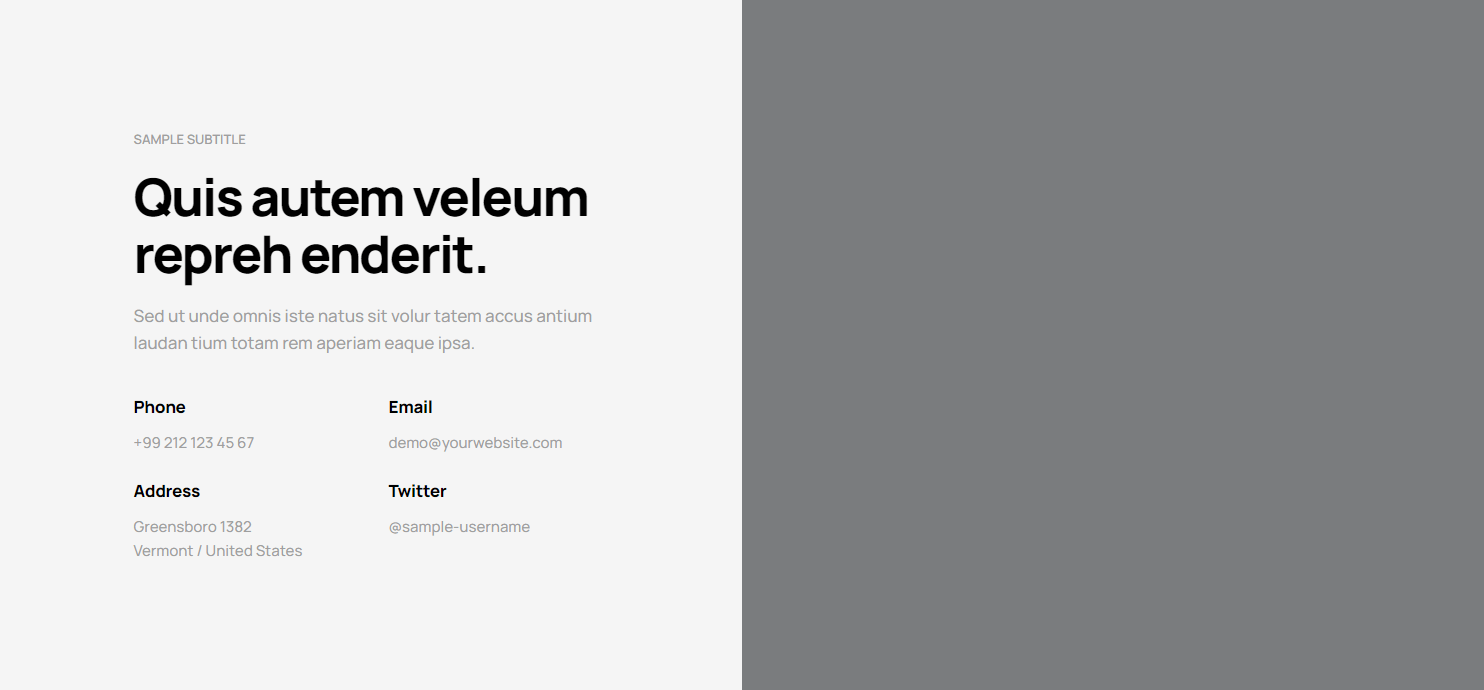 SAMPLE SUBTITLE
Quis autem veleum
repreh enderit.
Sed ut unde omnis iste natus sit volur tatem accus antium
laudan tium totam rem aperiam eaque ipsa.
Phone
+99 212 123 45 67
Email
demo@yourwebsite.com
Address
Greensboro 1382
Vermont / United States
Twitter
@sample-username